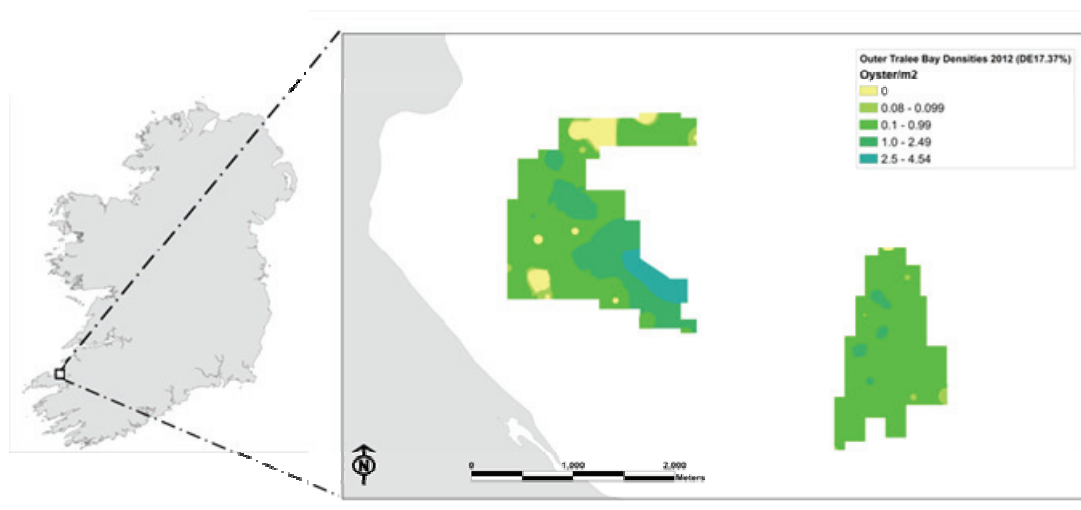 Outer Tralee Bay Densities 2012 (DE17.37%)
Oyster/m2
0
0.08 - 0.099
0.1 - 0.99
1.0 - 2.49
2.5 - 4.54
N
0 1,000 2,000
Meters